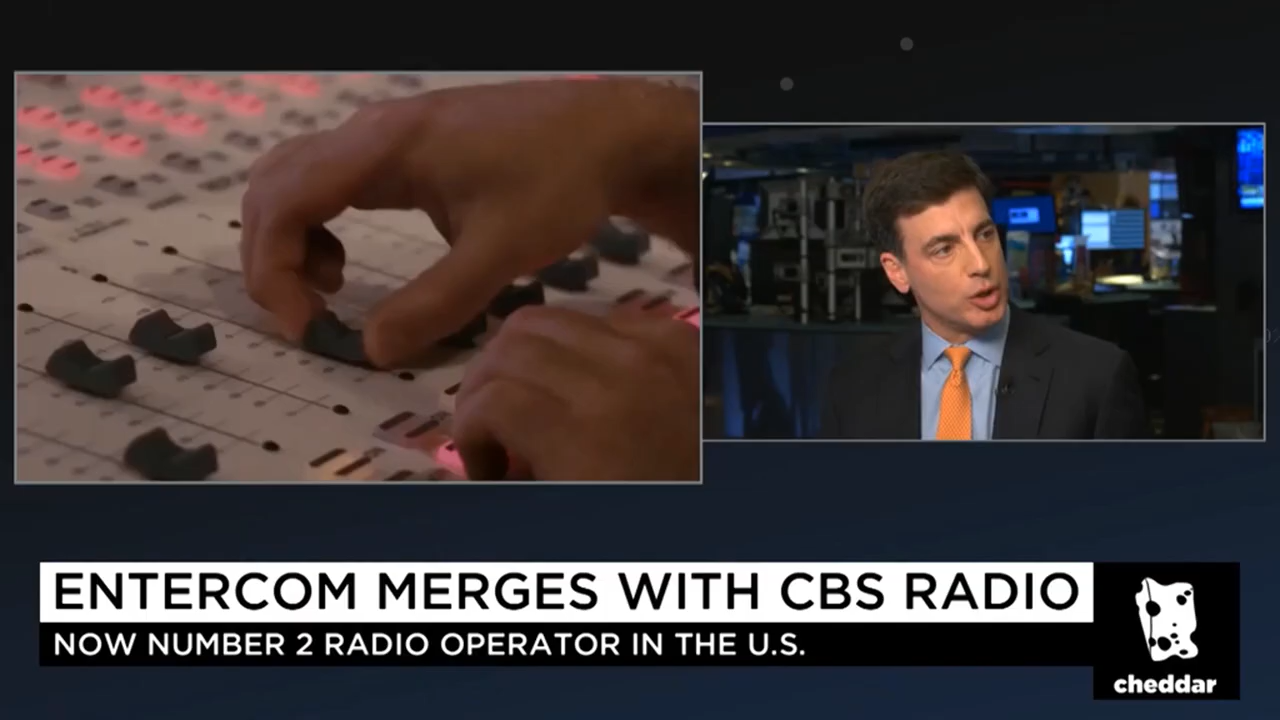 ENTERCOM MERGES WITH CBS RADIO
NOW NUMBER 2 RADIO OPERATOR IN THE U.S.
cheddar